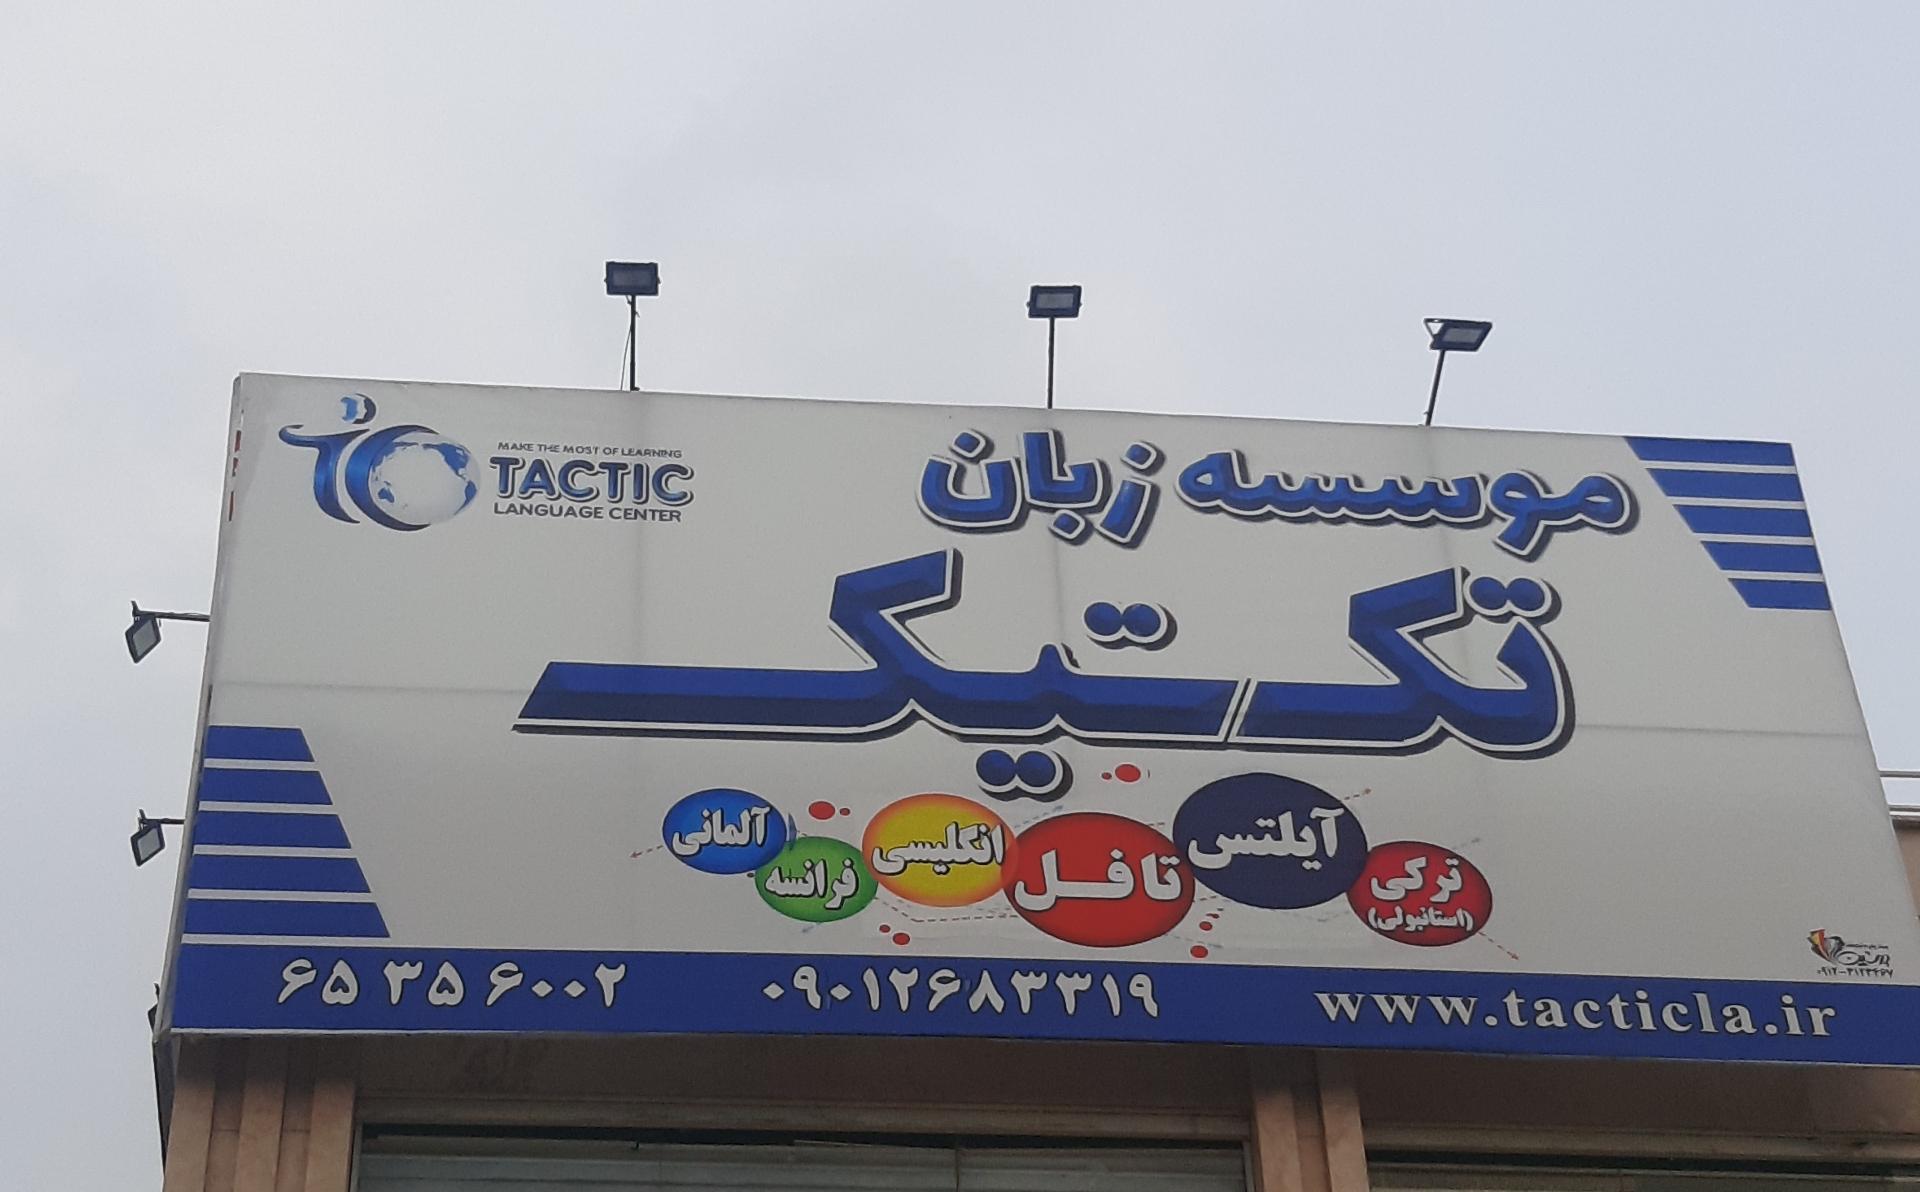 MAKE THE MOST OF LEARNING
TACTIC
LANGUAGE CENTER
موسسه زبان
تکتیک
ترکی
(استانبولی)
آیلتس
تافل
انگلیسی
فرانسه
آلمانی
۶۵ ۳۵ ۶۰۰۲
۰۹۰۱۲۶۸۳۳۱۹
www.tacticla.ir